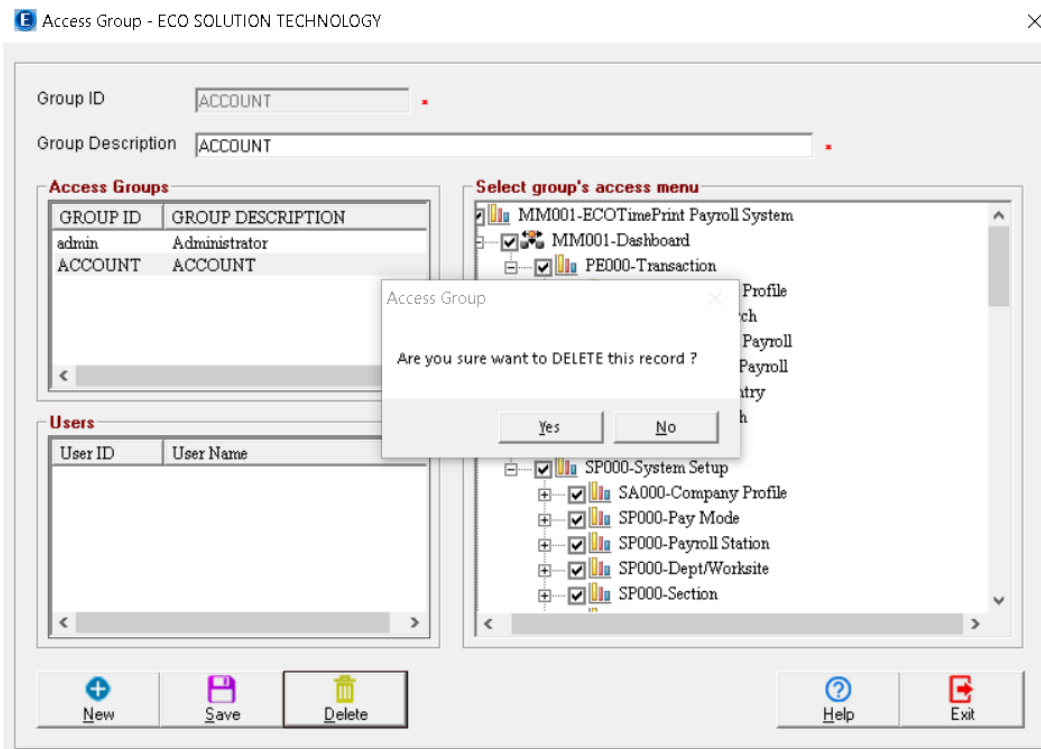 Access Group - ECO SOLUTION TECHNOLOGY
Group ID ACCOUNT *
Group Description ACCOUNT *
Access Groups
GROUP ID GROUP DESCRIPTION
admin Administrator
ACCOUNT ACCOUNT
Users
User ID User Name
Select group's access menu
MM001-ECOTimePrint Payroll System
MM001-Dashboard
PE000-Transaction
Profile
Payroll
Payroll
SP000-System Setup
SA000-Company Profile
SP000-Pay Mode
SP000-Payroll Station
SP000-Dept/Worksite
SP000-Section
Access Group
Are you sure want to DELETE this record ?
Yes No
New Save Delete Help Exit